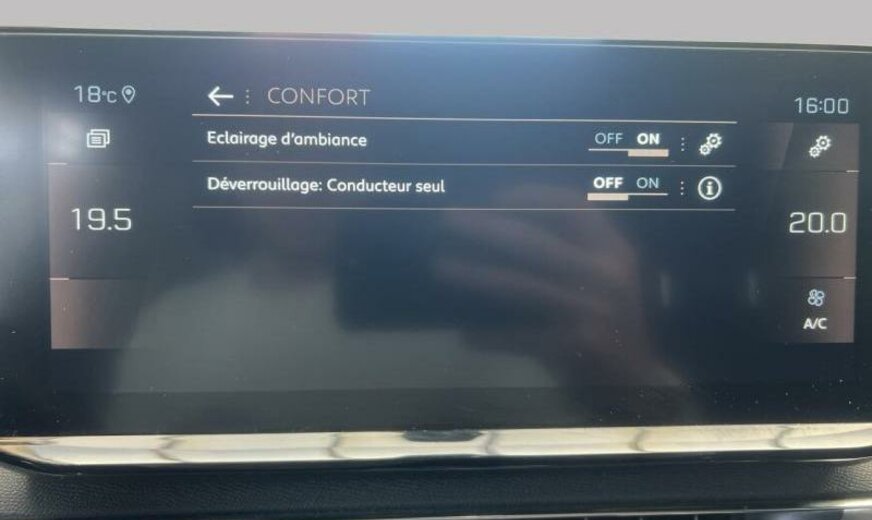 18°C
CONFORT
16:00
Eclairage d'ambiance OFF ON
Déverrouillage: Conducteur seul OFF ON
19.5
20.0
A/C